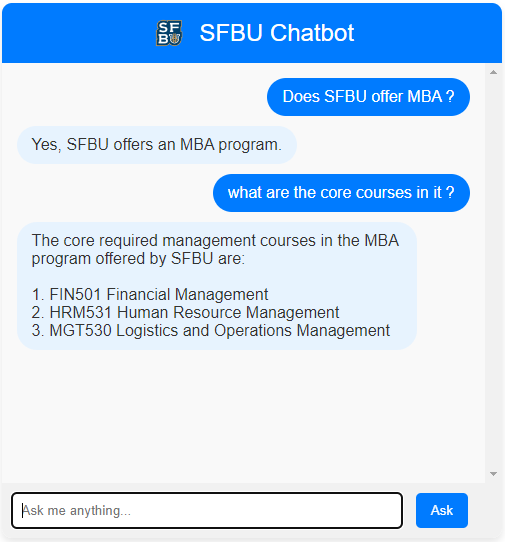 SF
BU
SFBU Chatbot
Does SFBU offer MBA ?
Yes, SFBU offers an MBA program.
what are the core courses in it ?
The core required management courses in the MBA
program offered by SFBU are:
1. FIN501 Financial Management
2. HRM531 Human Resource Management
3. MGT530 Logistics and Operations Management
Ask me anything...
Ask